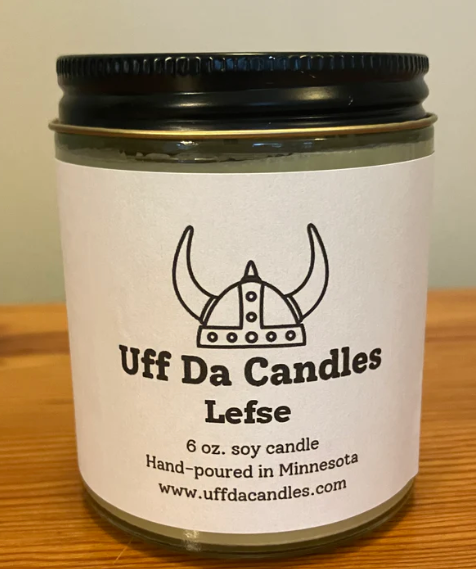 Uff Da Candles
Lefse
6 oz. soy candle
Hand-poured in Minnesota
www.uffdacandles.com